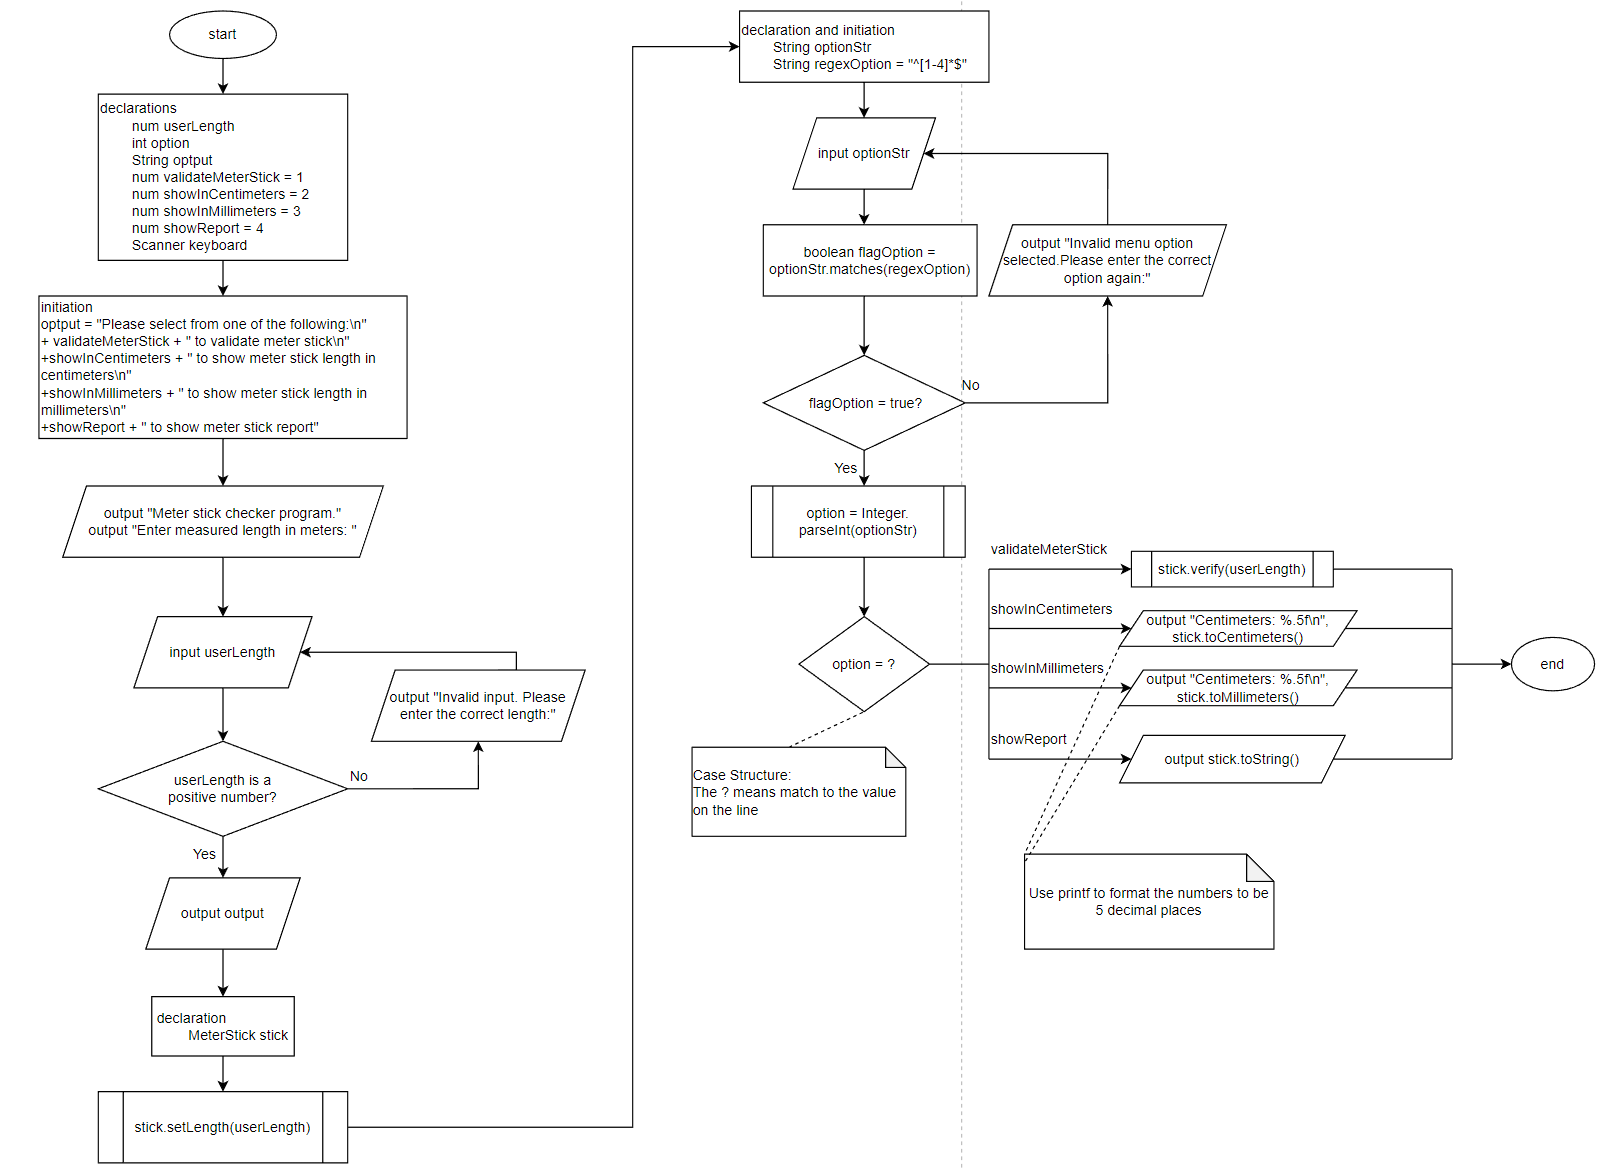 start
declarations
num userLength
int option
String optput
num validateMeterStick = 1
num showInCentimeters = 2
num showInMillimeters = 3
num showReport = 4
Scanner keyboard
initiation
optput = "Please select from one of the following:\n"
+ validateMeterStick + " to validate meter stick\n"
+showInCentimeters + " to show meter stick length in
centimeters\n"
+showInMillimeters + " to show meter stick length in
millimeters\n"
+showReport + " to show meter stick report"
output "Meter stick checker program."
output "Enter measured length in meters: "
input userLength
output "Invalid input. Please
enter the correct length:"
userLength is a
positive number?
No
Yes
output output
declaration
MeterStick stick
stick.setLength(userLength)
declaration and initiation
String optionStr
String regexOption = "^[1-4]*$"
input optionStr
boolean flagOption =
optionStr.matches(regexOption)
output "Invalid menu option
selected.Please enter the correct
option again:"
flagOption = true?
No
Yes
option = Integer.
parseInt(optionStr)
option = ?
Case Structure:
The ? means match to the value
on the line
validateMeterStick
stick.verify(userLength)
showInCentimeters
output "Centimeters: %.5f\n",
stick.toCentimeters()
showInMillimeters
output "Centimeters: %.5f\n",
stick.toMillimeters()
showReport
output stick.toString()
end
Use printf to format the numbers to be
5 decimal places